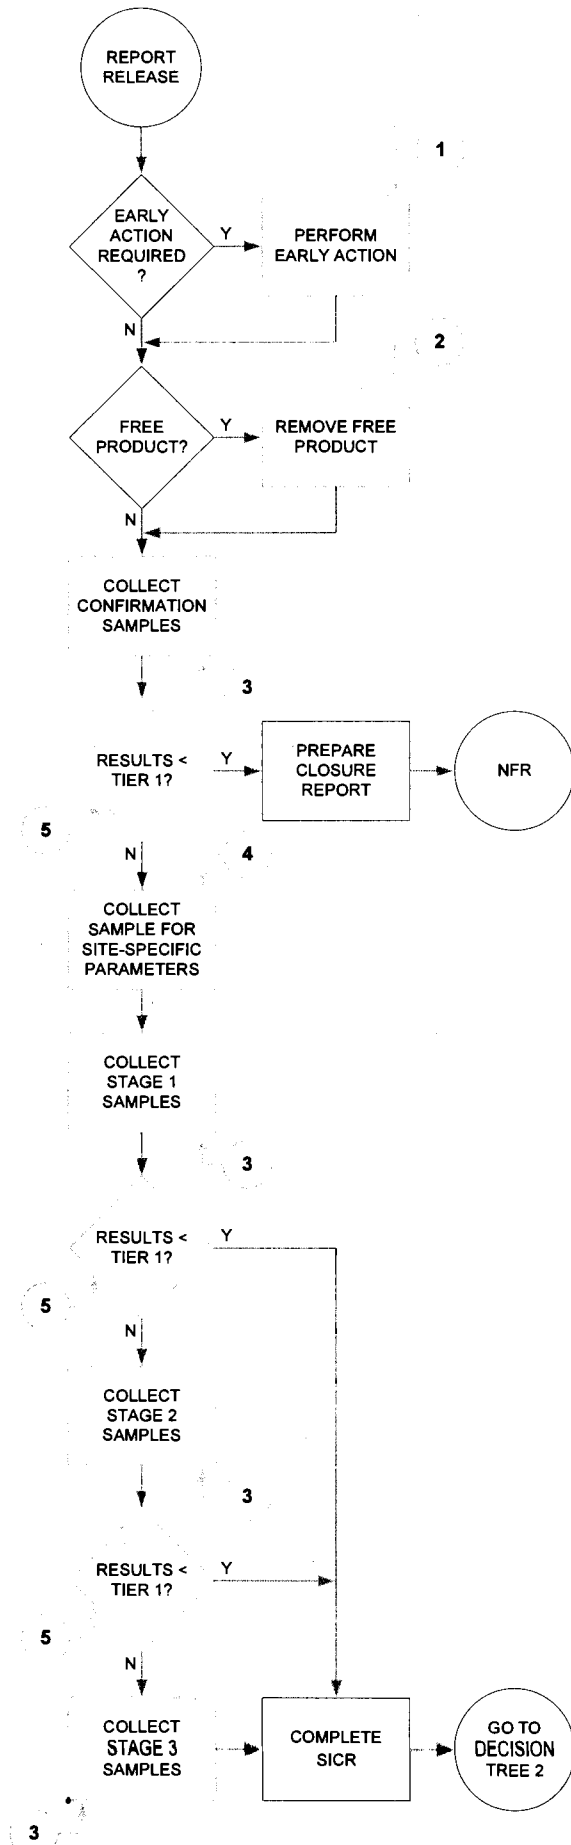 REPORT
RELEASE
1
EARLY
ACTION
REQUIRED
?
Y
PERFORM
EARLY ACTION
N
2
FREE
PRODUCT?
Y
REMOVE FREE
PRODUCT
N
COLLECT
CONFIRMATION
SAMPLES
3
RESULTS <
TIER 1?
Y
PREPARE
CLOSURE
REPORT
NFR
5
N
4
COLLECT
SAMPLE FOR
SITE-SPECIFIC
PARAMETERS
COLLECT
STAGE 1
SAMPLES
3
RESULTS <
TIER 1?
Y
5
N
COLLECT
STAGE 2
SAMPLES
3
RESULTS <
TIER 1?
Y
5
N
COLLECT
STAGE 3
SAMPLES
COMPLETE
SICR
GO TO
DECISION
TREE 2
3